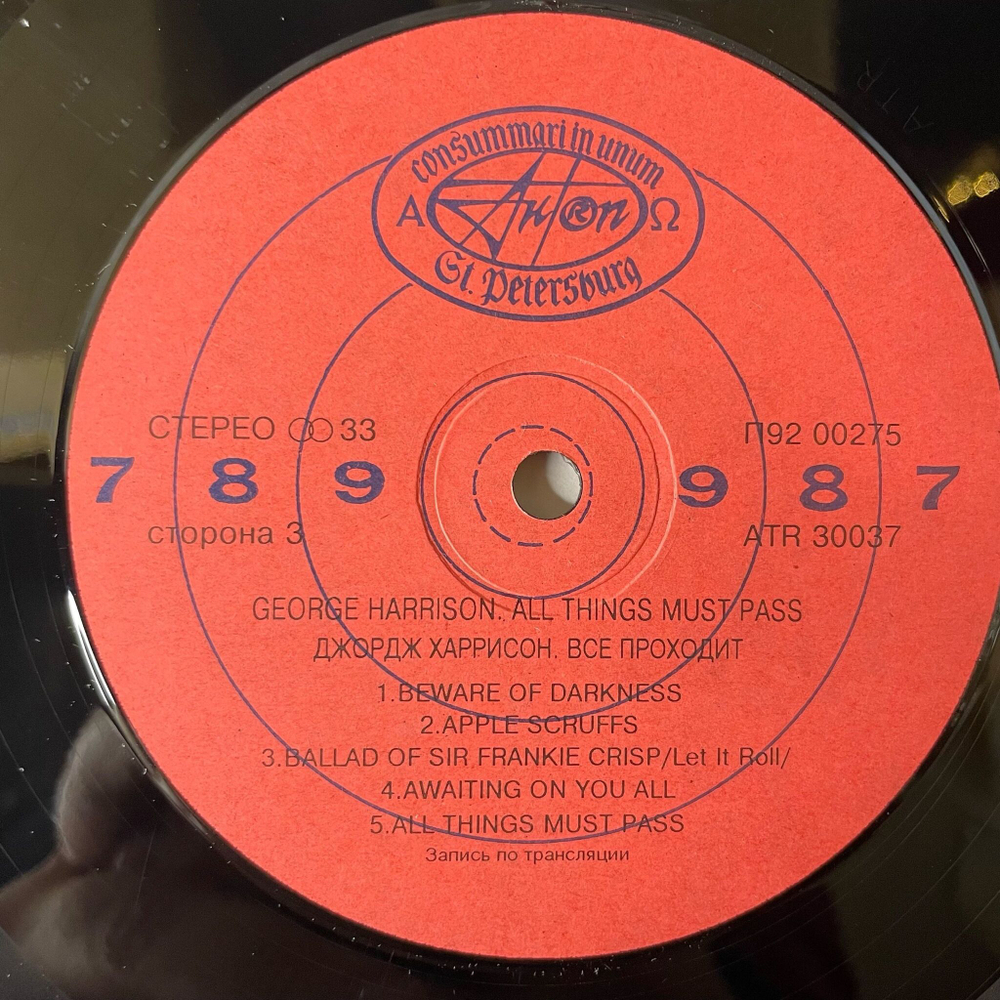 consummari in unum
A АнТроп Ω
St. Petersburg
СТЕРЕО 33
П92 00275
7 8 9 9 8 7
сторона 3
ATR 30037
GEORGE HARRISON. ALL THINGS MUST PASS
ДЖОРДЖ ХАРРИСОН. ВСЕ ПРОХОДИТ
1.BEWARE OF DARKNESS
2.APPLE SCRUFFS
3.BALLAD OF SIR FRANKIE CRISP/Let It Roll/
4.AWAITING ON YOU ALL
5.ALL THINGS MUST PASS
Запись по трансляции